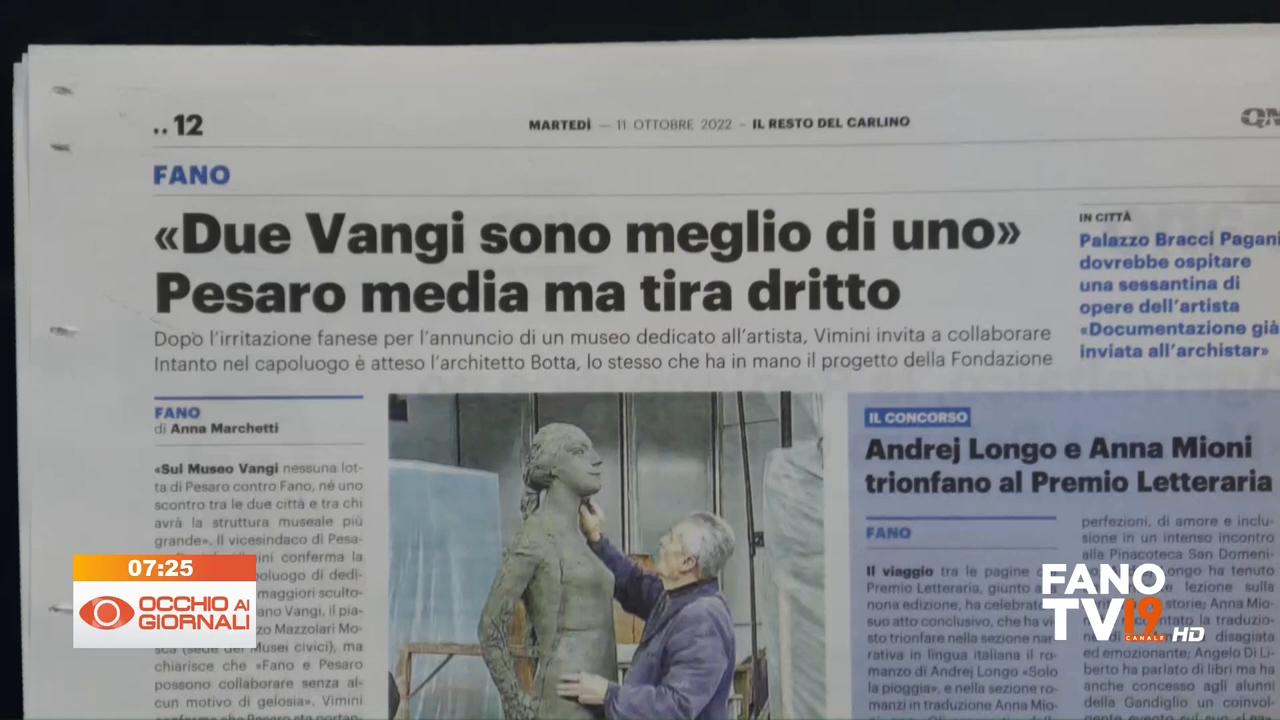 .. 12
MARTEDÌ — 11 OTTOBRE 2022 – IL RESTO DEL CARLINO
FANO
«Due Vangi sono meglio di uno»
Pesaro media ma tira dritto
Dopo l'irritazione fanese per l'annuncio di un museo dedicato all'artista, Vimini invita a collaborare
Intanto nel capoluogo è atteso l'architetto Botta, lo stesso che ha in mano il progetto della Fondazione
IN CITTÀ
Palazzo Bracci Pagani
dovrebbe ospitare
una sessantina di
opere dell'artista
«Documentazione già
inviata all'archistar»
FANO
di Anna Marchetti
«Sul Museo Vangi nessuna lot-
ta di Pesaro contro Fano, né uno
scontro tra le due città e tra chi
avrà la struttura museale più
grande». Il vicesindaco di Pesa-
conferma la
di dedi-
maggiori sculto-
Vangi, il pia-
Mazzolari Mo-
sca (sede dei Musei civici), ma
chiarisce che «Fano e Pesaro
possono collaborare senza al-
cun motivo di gelosia». Vimini
IL CONCORSO
Andrej Longo e Anna Mioni
trionfano al Premio Letteraria
FANO
Il viaggio tra le pagine
Premio Letteraria, giunto
nona edizione, ha celebrato
suo atto conclusivo, che ha vi-
sto trionfare nella sezione nar-
rativa in lingua italiana il ro-
manzo di Andrej Longo «Solo
la pioggia», e nella sezione ro-
manzi in traduzione Anna Mio-
perfezioni, di amore e inclu-
sione in un intenso incontro
alla Pinacoteca San Domeni-
Longo ha tenuto
lezione sulla
storie; Anna Mio-
la traduzio-
disagiata
ed emozionante; Angelo Di Li-
berto ha parlato di libri ma ha
anche concesso agli alunni
della Gandiglio un coinvol-
07:25
OCCHIO AI
GIORNALI
FANO
TV19
CANALE HD